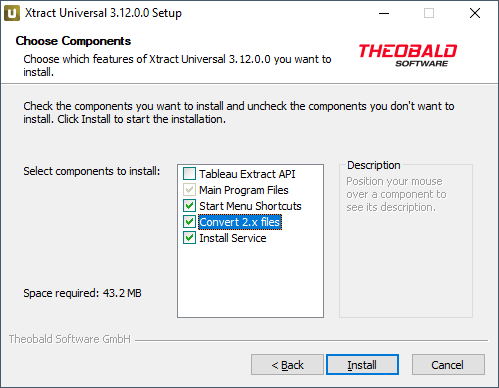 Xtract Universal 3.12.0.0 Setup
Choose Components
Choose which features of Xtract Universal 3.12.0.0 you want to
install.
THEOBALD
SOFTWARE
Check the components you want to install and uncheck the components you don't want to
install. Click Install to start the installation.
Select components to install:
Tableau Extract API
Main Program Files
Start Menu Shortcuts
Convert 2.x files
Install Service
Description
Position your mouse
over a component to
see its description.
Space required: 43.2 MB
Theobald Software GmbH
< Back
Install
Cancel